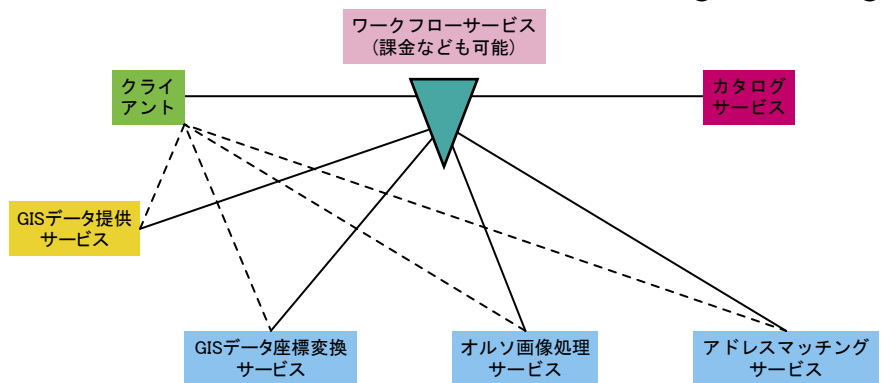 ワークフローサービス
（課金なども可能）
クライ
アント
カタログ
サービス
GISデータ提供
サービス
GISデータ座標変換
サービス
オルソ画像処理
サービス
アドレスマッチング
サービス